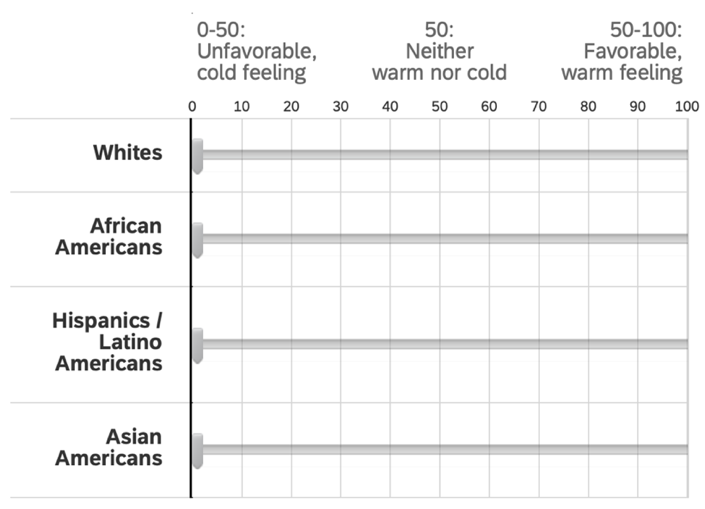 0-50:
Unfavorable,
cold feeling
50:
Neither
warm nor cold
50-100:
Favorable,
warm feeling
0 10 20 30 40 50 60 70 80 90 100
Whites
African
Americans
Hispanics /
Latino
Americans
Asian
Americans